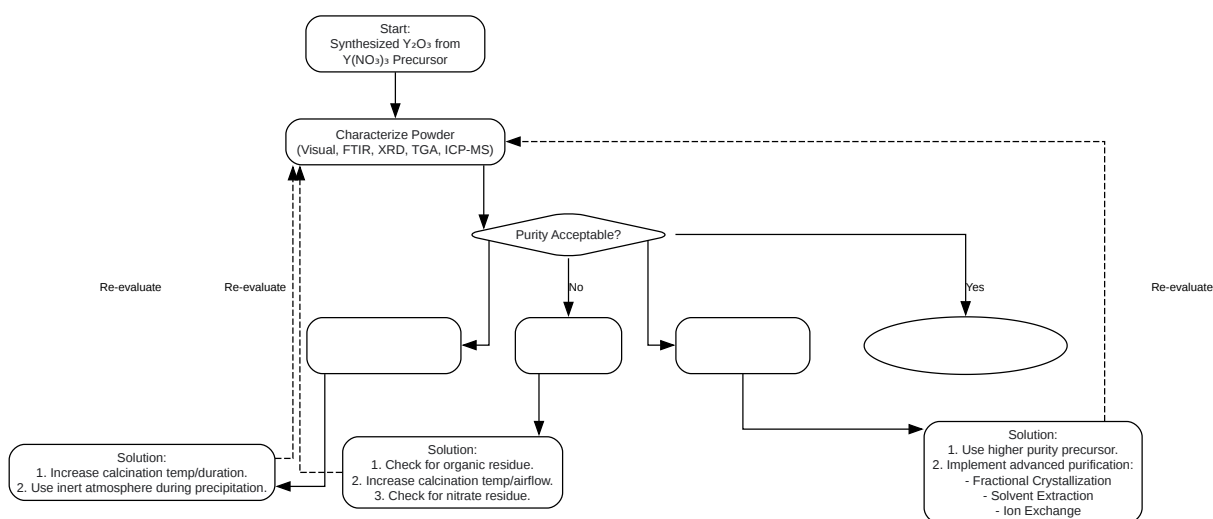 Start:
Synthesized Y₂O₃ from
Y(NO₃)₃ Precursor
Characterize Powder
(Visual, FTIR, XRD, TGA, ICP-MS)
Purity Acceptable?
Re-evaluate
Re-evaluate
No
Yes
Re-evaluate
Solution:
1. Increase calcination temp/duration.
2. Use inert atmosphere during precipitation.
Solution:
1. Check for organic residue.
2. Increase calcination temp/airflow.
3. Check for nitrate residue.
Solution:
1. Use higher purity precursor.
2. Implement advanced purification:
- Fractional Crystallization
- Solvent Extraction
- Ion Exchange